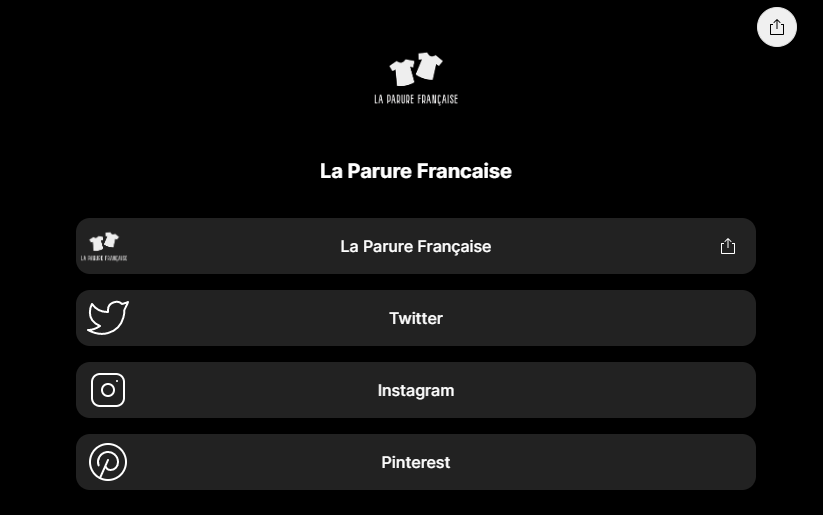 LA PARURE FRANÇAISE
La Parure Francaise
LA PARURE FRANÇAISE
La Parure Française
Twitter
Instagram
Pinterest